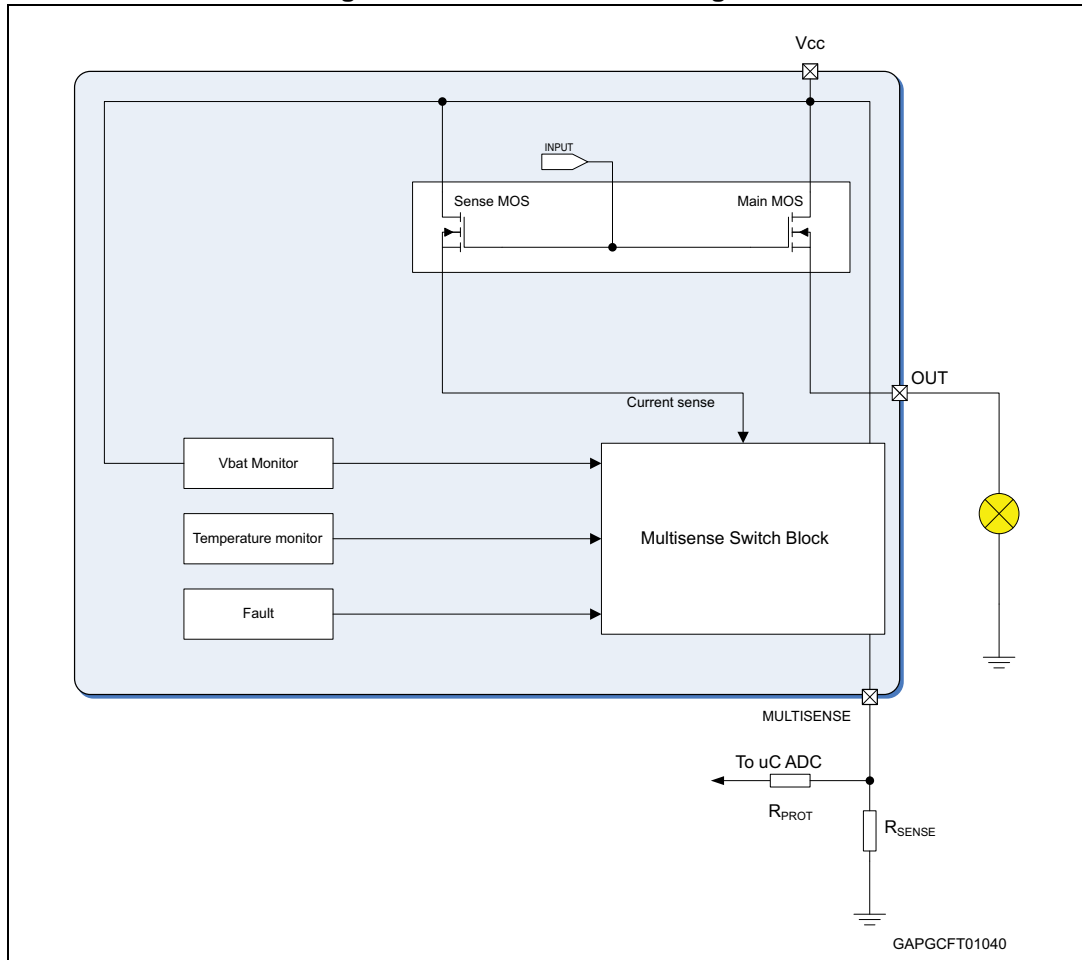 Vcc
INPUT
Sense MOS
Main MOS
OUT
Current sense
Vbat Monitor
Temperature monitor
Multisense Switch Block
Fault
MULTISENSE
To uC ADC
RPROT
RSENSE
GAPGCFT01040